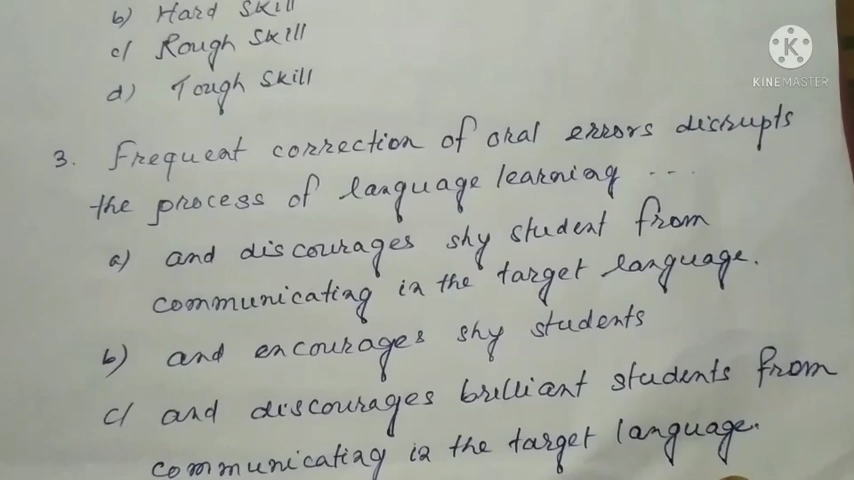 b) Hard skill
c) Rough skill
d) Tough skill
K
KINEMASTER
3. Frequent correction of oral errors discrupts
the process of language learning ...
a) and discourages shy student from
communicating in the target language.
b) and encourages shy students
c) and discourages brilliant students from
communicating in the target language.